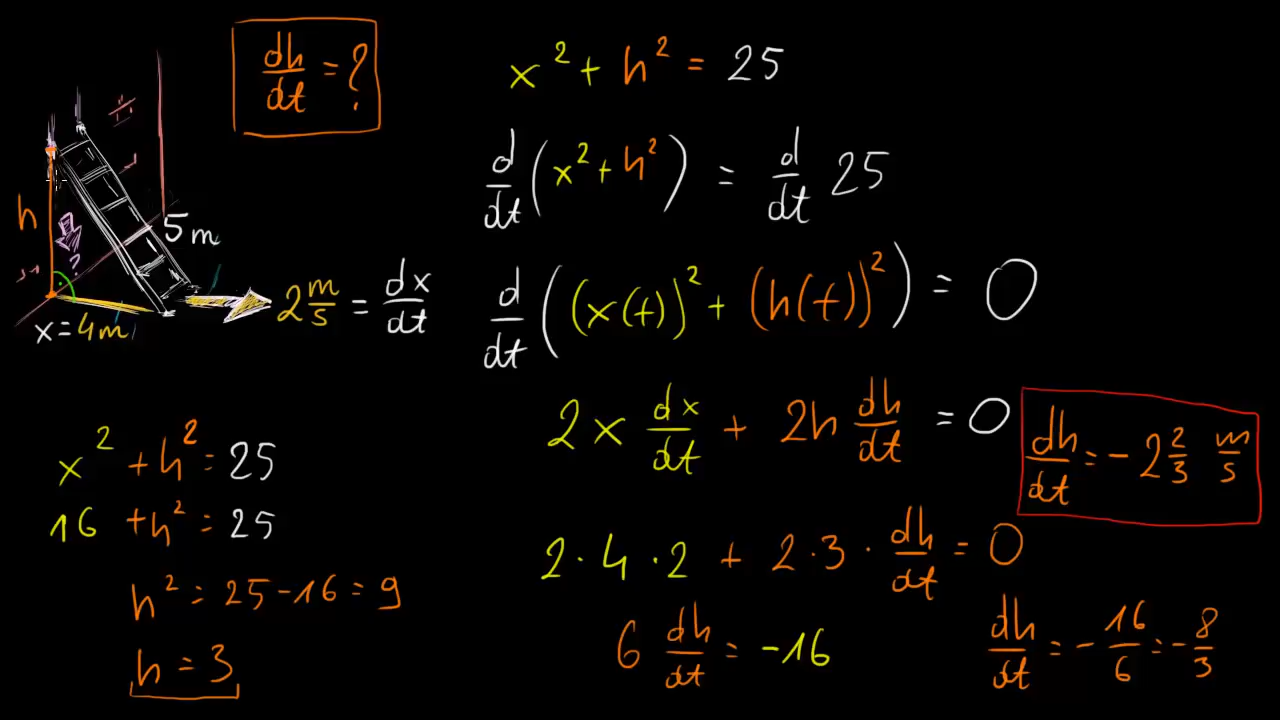 dh/dt = ?
h
5 m
?
x = 4m
2 m/s = dx/dt
x² + h² = 25
16 + h² = 25
h² = 25 - 16 = 9
h = 3
x² + h² = 25
d/dt (x² + h²) = d/dt 25
d/dt ((x(t))² + (h(t))²) = 0
2x dx/dt + 2h dh/dt = 0
dh/dt = - 2 2/3 m/s
2 · 4 · 2 + 2 · 3 · dh/dt = 0
6 dh/dt = -16
dh/dt = - 16/6 = - 8/3